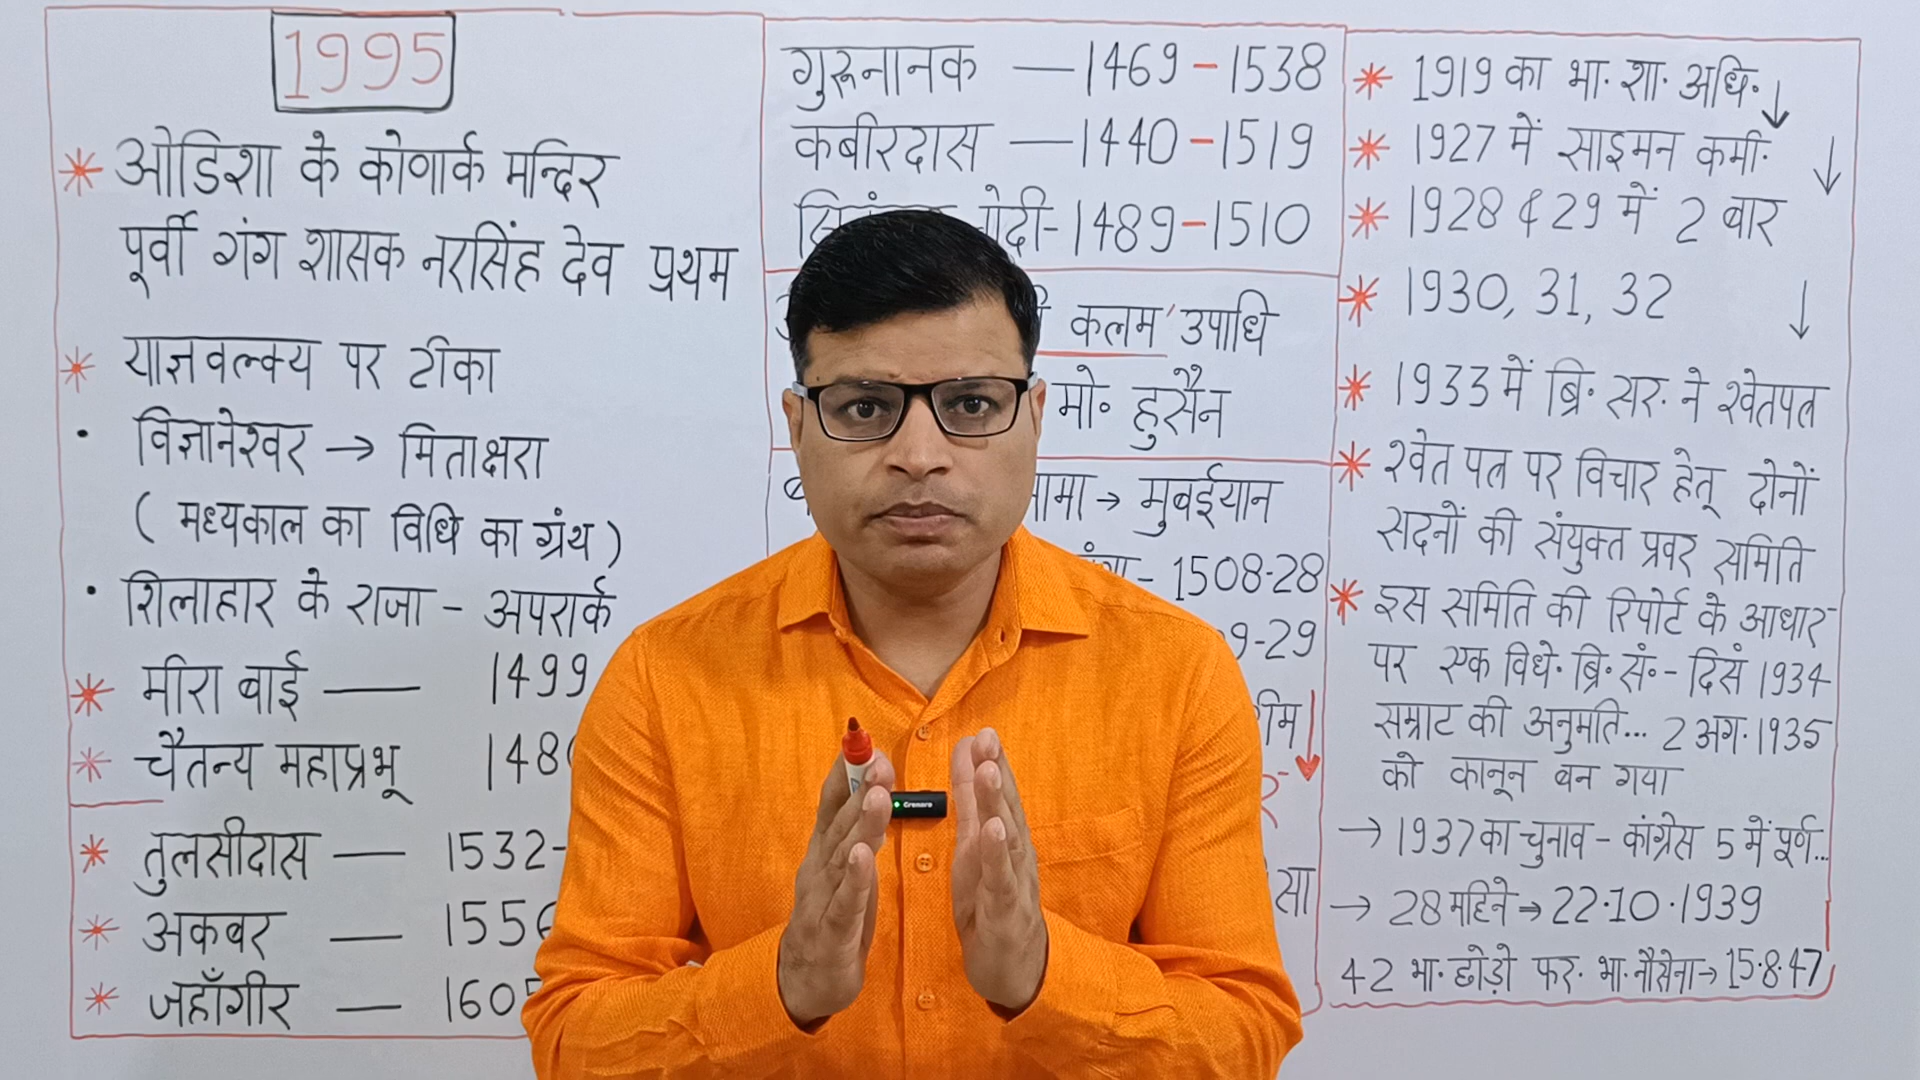 1995
ओडिशा के कोणार्क मन्दिर
पूर्वी गंग शासक नरसिंह देव प्रथम
याज्ञवल्क्य पर टीका
• विज्ञानेश्वर → मिताक्षरा
( मध्यकाल का विधि का ग्रंथ )
• शिलाहार के राजा - अपरार्क
मीरा बाई — 1499
चैतन्य महाप्रभू 148
तुलसीदास — 1532-
अकबर — 1556
जहाँगीर — 1605
गुरुनानक — 1469 - 1538
कबीरदास — 1440 - 1519
लोदी - 1489 - 1510
कलम' उपाधि
मो॰ हुसैन
नामा → मुबईयान
- 1508-28
9-29
सा
1919 का भा· शा· अधि· ↓
1927 में साइमन कमी· ↓
1928 & 29 में 2 बार
1930, 31, 32 ↓
1933 में ब्रि· सर· ने श्वेतपत्र
श्वेत पत्र पर विचार हेतू दोनों
सदनों की संयुक्त प्रवर समिति
इस समिति की रिपोर्ट के आधार
पर एक विधे· ब्रि· सं· - दिसं 1934
सम्राट की अनुमति... 2 अग· 1935
को कानून बन गया
→ 1937 का चुनाव - कांग्रेस 5 में पूर्ण...
→ 28 महिने → 22·10·1939
42 भा· छोड़ो फर· भा· नौसेना → 15·8·47